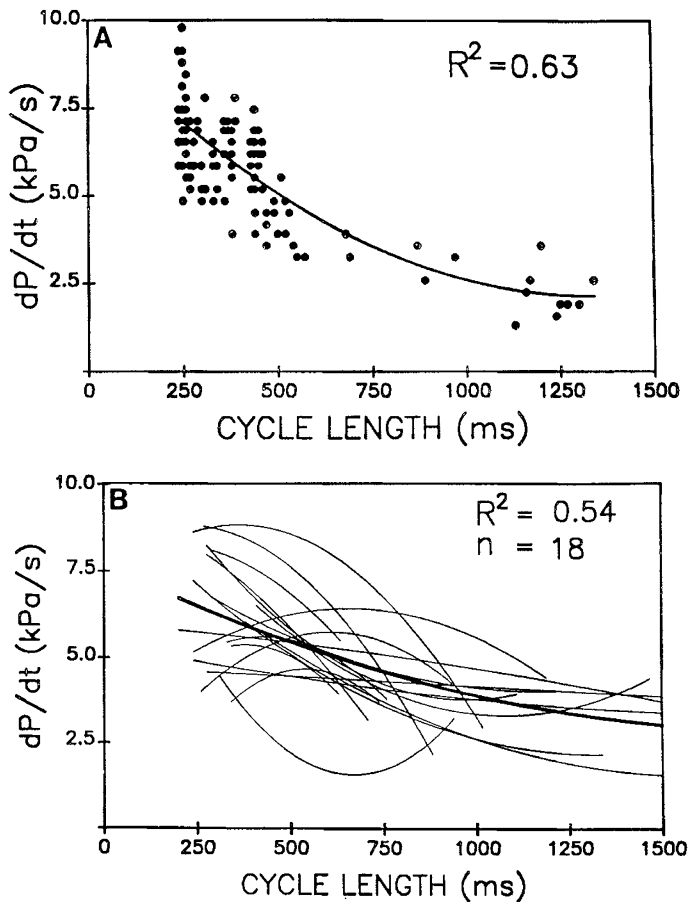 A
R² = 0.63
10.0
7.5
5.0
2.5
dP/dt (kPa/s)
0 250 500 750 1000 1250 1500
CYCLE LENGTH (ms)
B
R² = 0.54
n = 18
10.0
7.5
5.0
2.5
dP/dt (kPa/s)
0 250 500 750 1000 1250 1500
CYCLE LENGTH (ms)